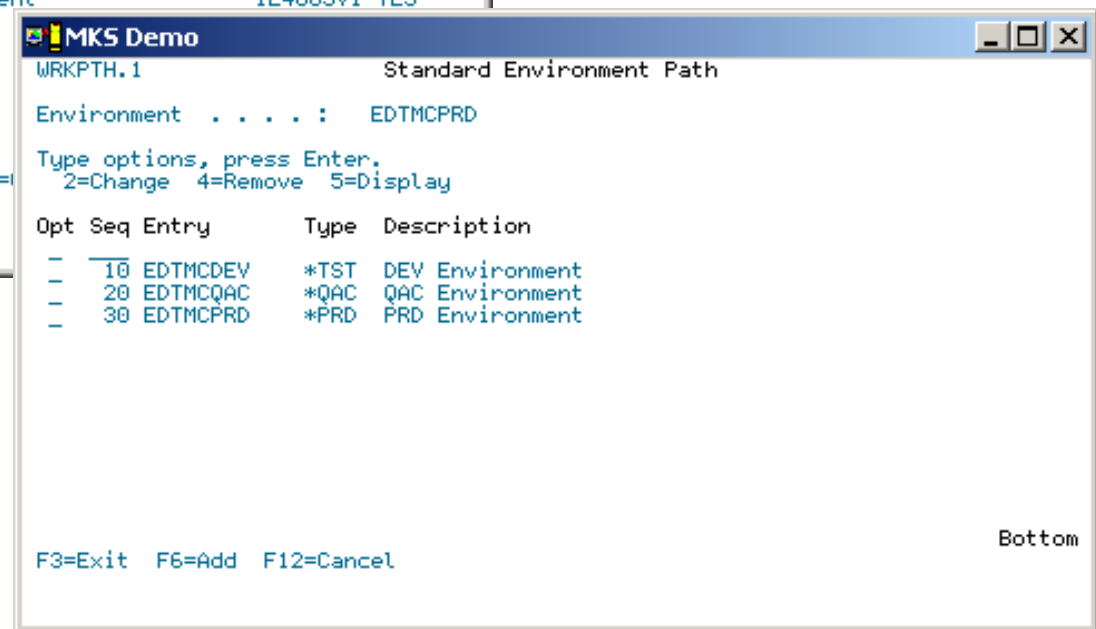 MKS Demo
WRKPTH.1 Standard Environment Path
Environment . . . . : EDTMCPRD
Type options, press Enter.
2=Change 4=Remove 5=Display
Opt Seq Entry Type Description
10 EDTMCDEV *TST DEV Environment
20 EDTMCQAC *QAC QAC Environment
30 EDTMCPRD *PRD PRD Environment
Bottom
F3=Exit F6=Add F12=Cancel